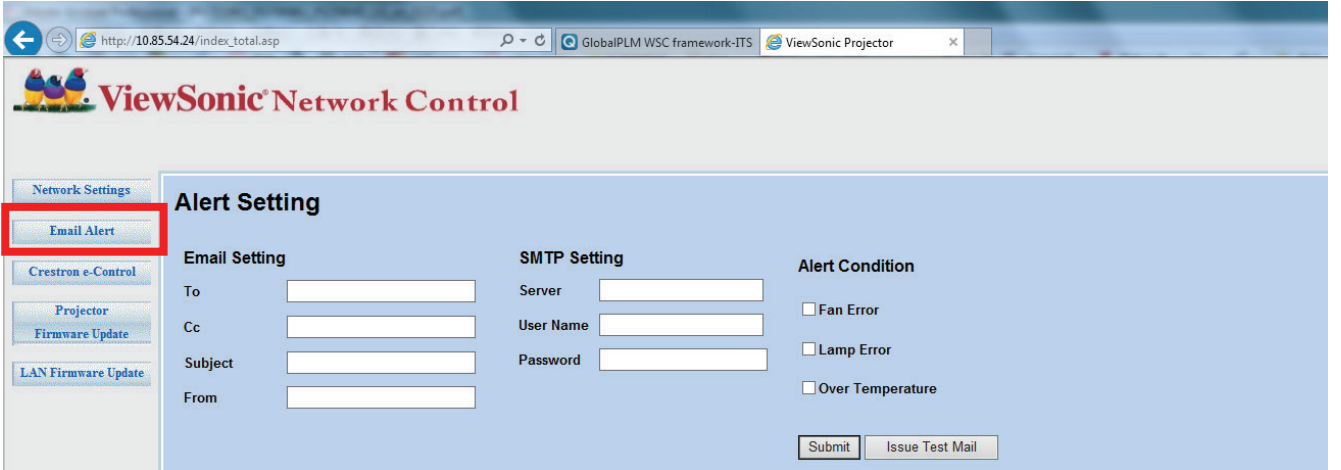 http://10.85.54.24/index_total.asp
GlobalPLM WSC framework-ITS
ViewSonic Projector
ViewSonic® Network Control
Network Settings
Email Alert
Crestron e-Control
Projector
Firmware Update
LAN Firmware Update
Alert Setting
Email Setting
To
Cc
Subject
From
SMTP Setting
Server
User Name
Password
Alert Condition
Fan Error
Lamp Error
Over Temperature
Submit
Issue Test Mail